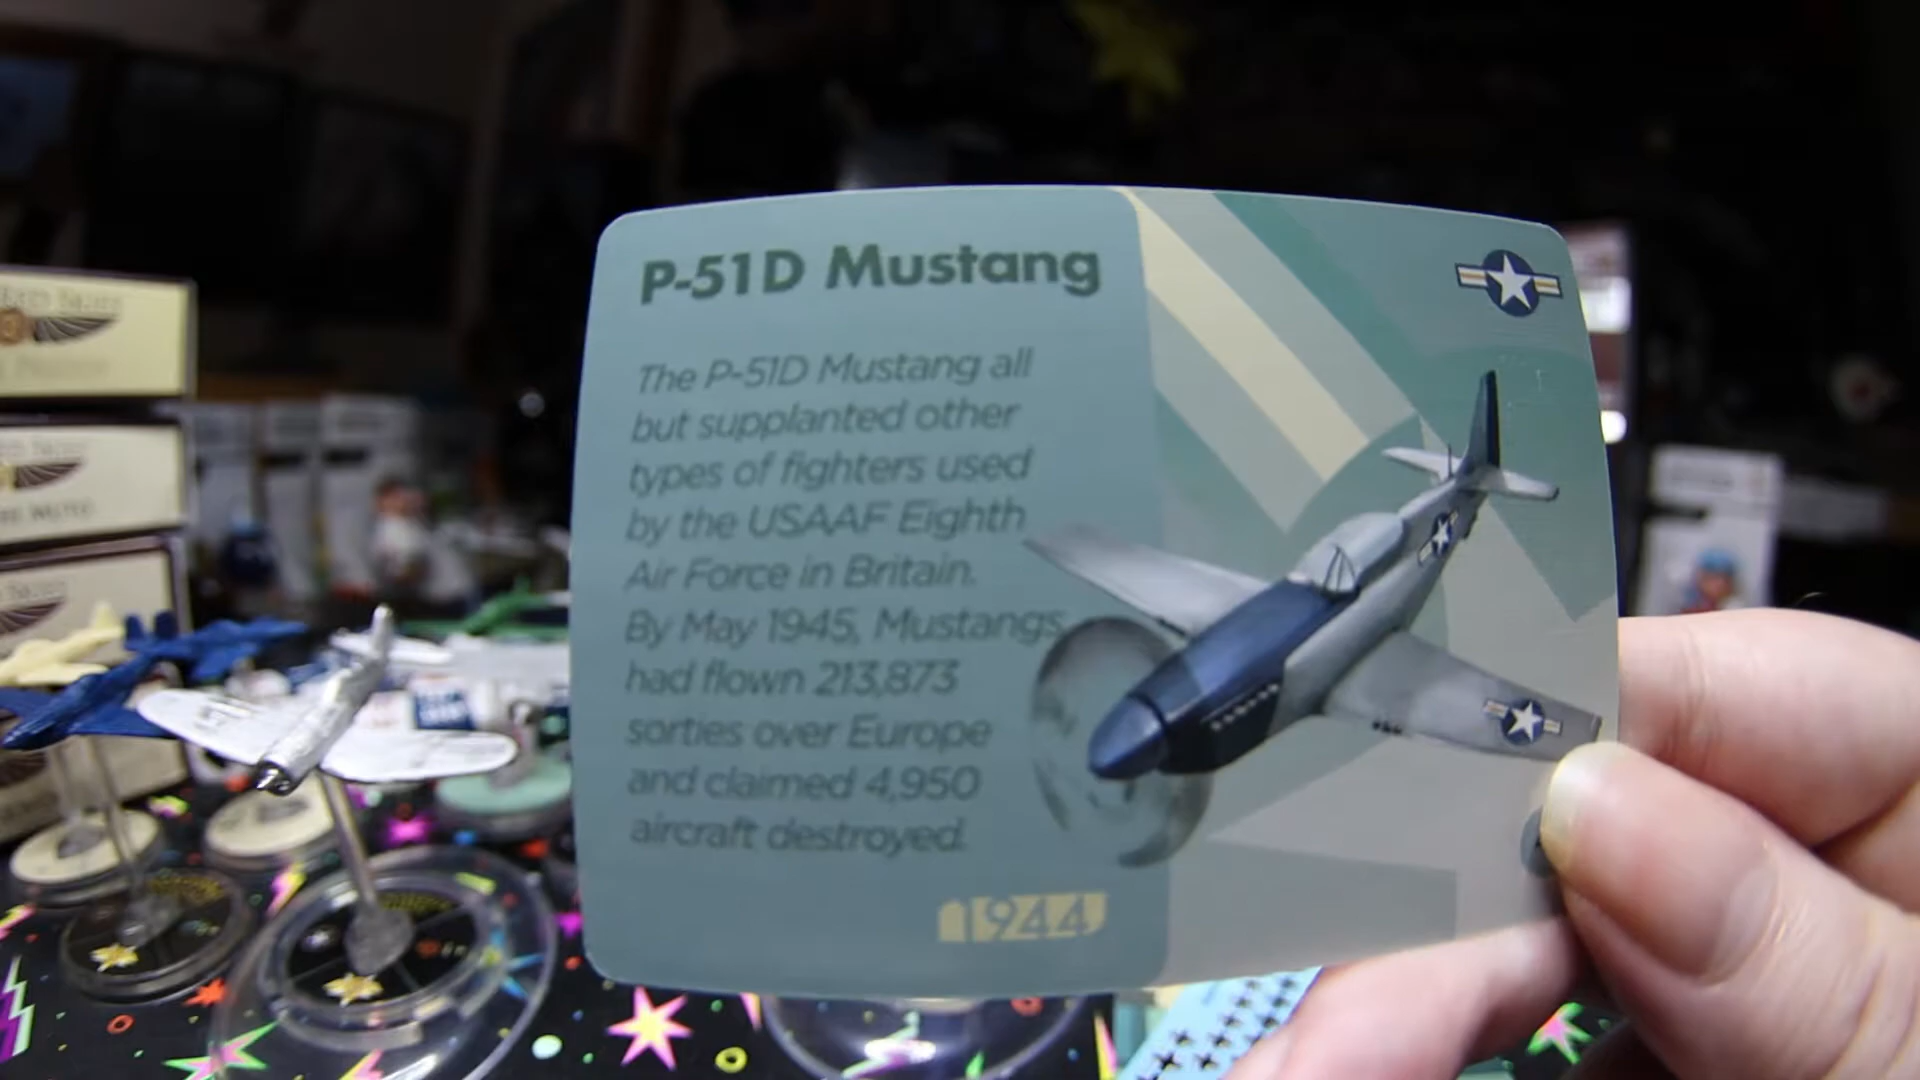 P-51D Mustang
The P-51D Mustang all
but supplanted other
types of fighters used
by the USAAF Eighth
Air Force in Britain.
By May 1945, Mustangs
had flown 213,873
sorties over Europe
and claimed 4,950
aircraft destroyed.
1944